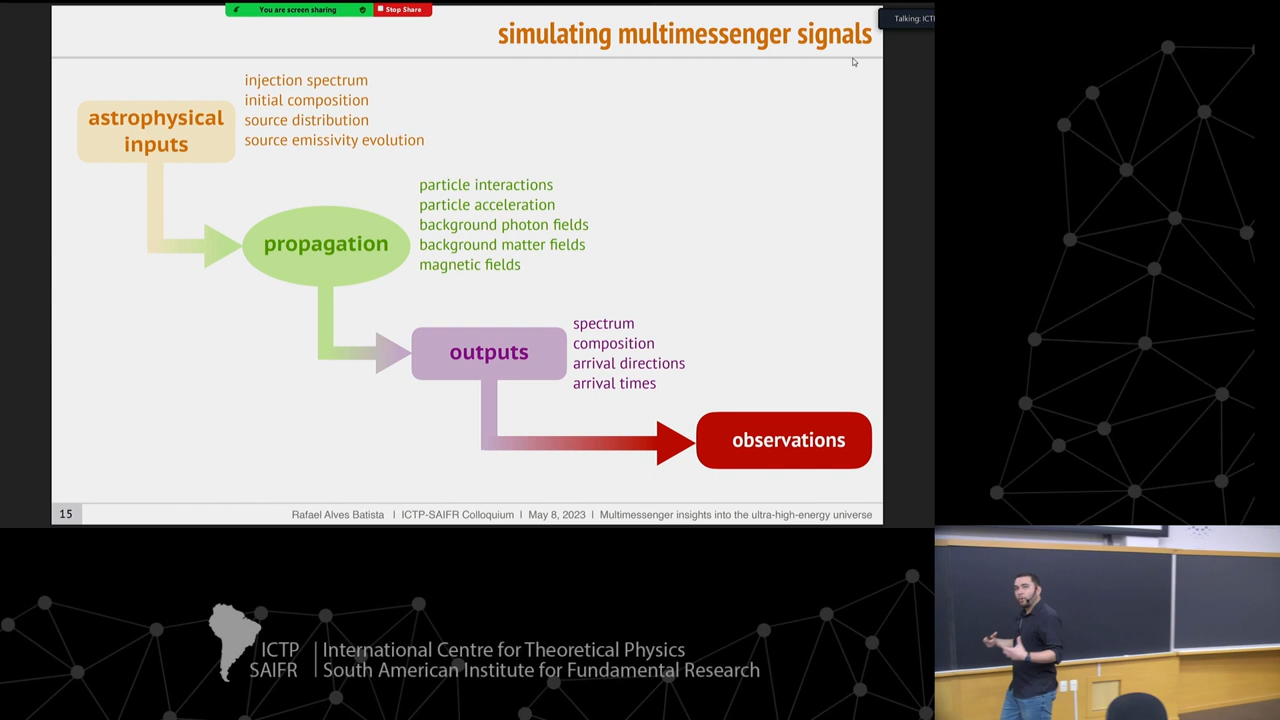 You are screen sharing
Stop Share
Talking: ICTI
simulating multimessenger signals
astrophysical
inputs
injection spectrum
initial composition
source distribution
source emissivity evolution
propagation
particle interactions
particle acceleration
background photon fields
background matter fields
magnetic fields
outputs
spectrum
composition
arrival directions
arrival times
observations
15
Rafael Alves Batista I ICTP-SAIFR Colloquium I May 8, 2023 I Multimessenger insights into the ultra-high-energy universe
ICTP
SAIFR
International Centre for Theoretical Physics
South American Institute for Fundamental Research